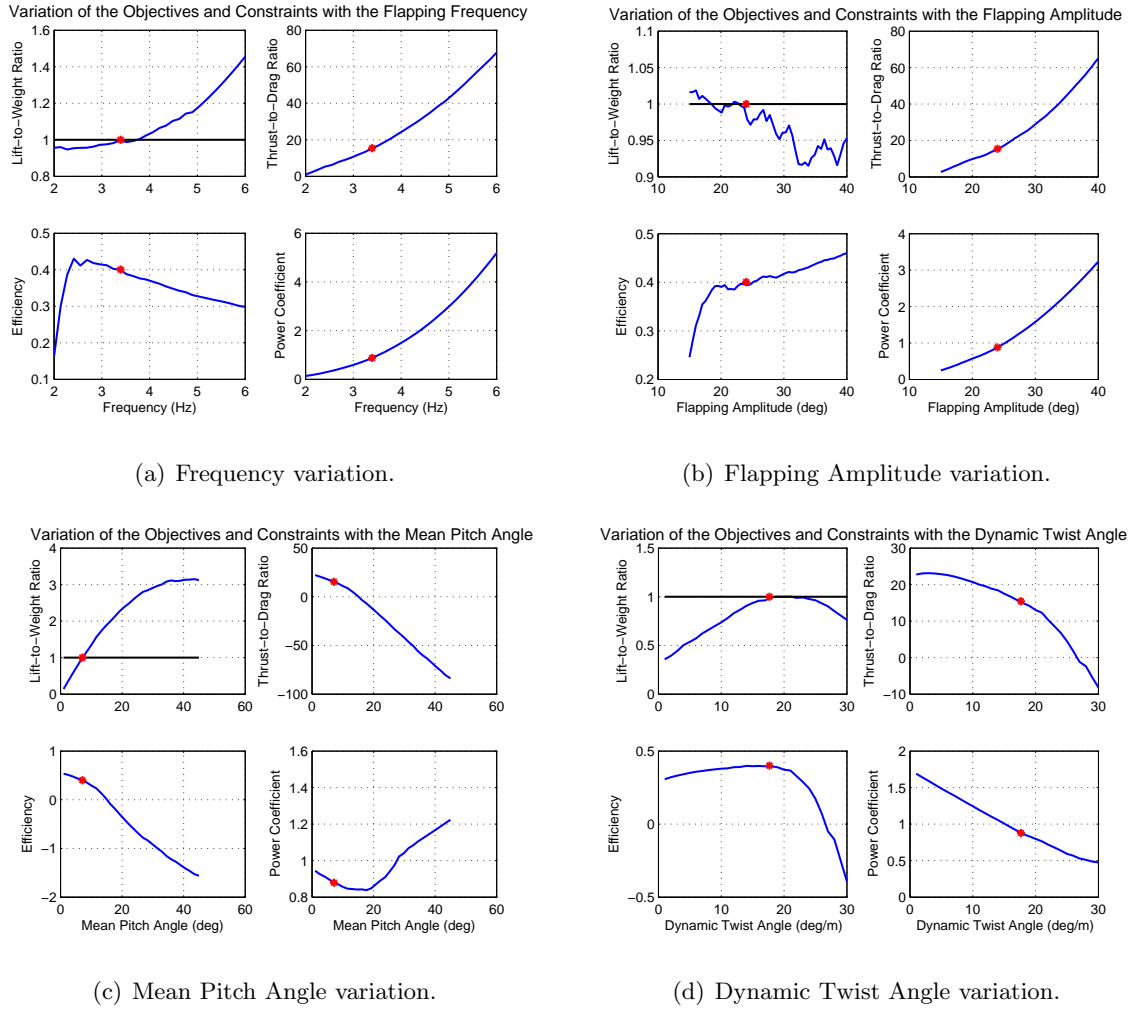 Variation of the Objectives and Constraints with the Flapping Frequency
Lift−to−Weight Ratio
1.6
1.4
1.2
1
0.8
2 3 4 5 6
Thrust−to−Drag Ratio
80
60
40
20
0
2 3 4 5 6
Efficiency
0.5
0.4
0.3
0.2
0.1
2 3 4 5 6
Frequency (Hz)
Power Coefficient
6
4
2
0
2 3 4 5 6
Frequency (Hz)
(a) Frequency variation.
Variation of the Objectives and Constraints with the Flapping Amplitude
Lift−to−Weight Ratio
1.1
1.05
1
0.95
0.9
10 20 30 40
Thrust−to−Drag Ratio
80
60
40
20
0
10 20 30 40
Efficiency
0.5
0.4
0.3
0.2
10 20 30 40
Flapping Amplitude (deg)
Power Coefficient
4
3
2
1
0
10 20 30 40
Flapping Amplitude (deg)
(b) Flapping Amplitude variation.
Variation of the Objectives and Constraints with the Mean Pitch Angle
Lift−to−Weight Ratio
4
3
2
1
0
0 20 40 60
Thrust−to−Drag Ratio
50
0
−50
−100
0 20 40 60
Efficiency
1
0
−1
−2
0 20 40 60
Mean Pitch Angle (deg)
Power Coefficient
1.6
1.4
1.2
1
0.8
0 20 40 60
Mean Pitch Angle (deg)
(c) Mean Pitch Angle variation.
Variation of the Objectives and Constraints with the Dynamic Twist Angle
Lift−to−Weight Ratio
1.5
1
0.5
0
0 10 20 30
Thrust−to−Drag Ratio
30
20
10
0
−10
0 10 20 30
Efficiency
0.5
0
−0.5
0 10 20 30
Dynamic Twist Angle (deg/m)
Power Coefficient
2
1.5
1
0.5
0
0 10 20 30
Dynamic Twist Angle (deg/m)
(d) Dynamic Twist Angle variation.